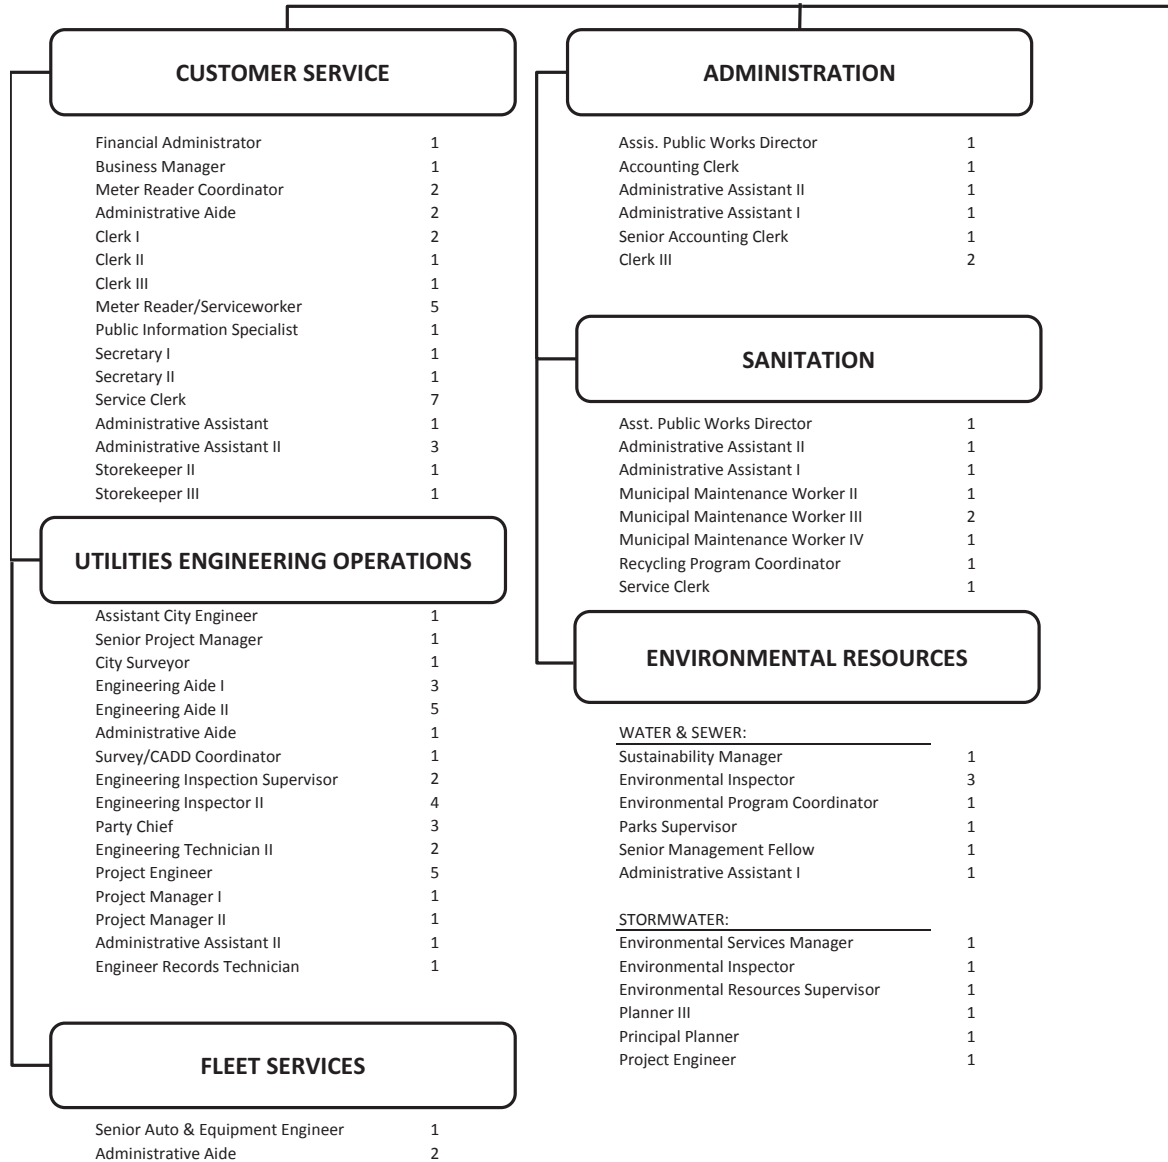 CUSTOMER SERVICE
Financial Administrator 1
Business Manager 1
Meter Reader Coordinator 2
Administrative Aide 2
Clerk I 2
Clerk II 1
Clerk III 1
Meter Reader/Serviceworker 5
Public Information Specialist 1
Secretary I 1
Secretary II 1
Service Clerk 7
Administrative Assistant 1
Administrative Assistant II 3
Storekeeper II 1
Storekeeper III 1
UTILITIES ENGINEERING OPERATIONS
Assistant City Engineer 1
Senior Project Manager 1
City Surveyor 1
Engineering Aide I 3
Engineering Aide II 5
Administrative Aide 1
Survey/CADD Coordinator 1
Engineering Inspection Supervisor 2
Engineering Inspector II 4
Party Chief 3
Engineering Technician II 2
Project Engineer 5
Project Manager I 1
Project Manager II 1
Administrative Assistant II 1
Engineer Records Technician 1
FLEET SERVICES
Senior Auto & Equipment Engineer 1
Administrative Aide 2
ADMINISTRATION
Assis. Public Works Director 1
Accounting Clerk 1
Administrative Assistant II 1
Administrative Assistant I 1
Senior Accounting Clerk 1
Clerk III 2
SANITATION
Asst. Public Works Director 1
Administrative Assistant II 1
Administrative Assistant I 1
Municipal Maintenance Worker II 1
Municipal Maintenance Worker III 2
Municipal Maintenance Worker IV 1
Recycling Program Coordinator 1
Service Clerk 1
ENVIRONMENTAL RESOURCES
WATER & SEWER:
Sustainability Manager 1
Environmental Inspector 3
Environmental Program Coordinator 1
Parks Supervisor 1
Senior Management Fellow 1
Administrative Assistant I 1
STORMWATER:
Environmental Services Manager 1
Environmental Inspector 1
Environmental Resources Supervisor 1
Planner III 1
Principal Planner 1
Project Engineer 1